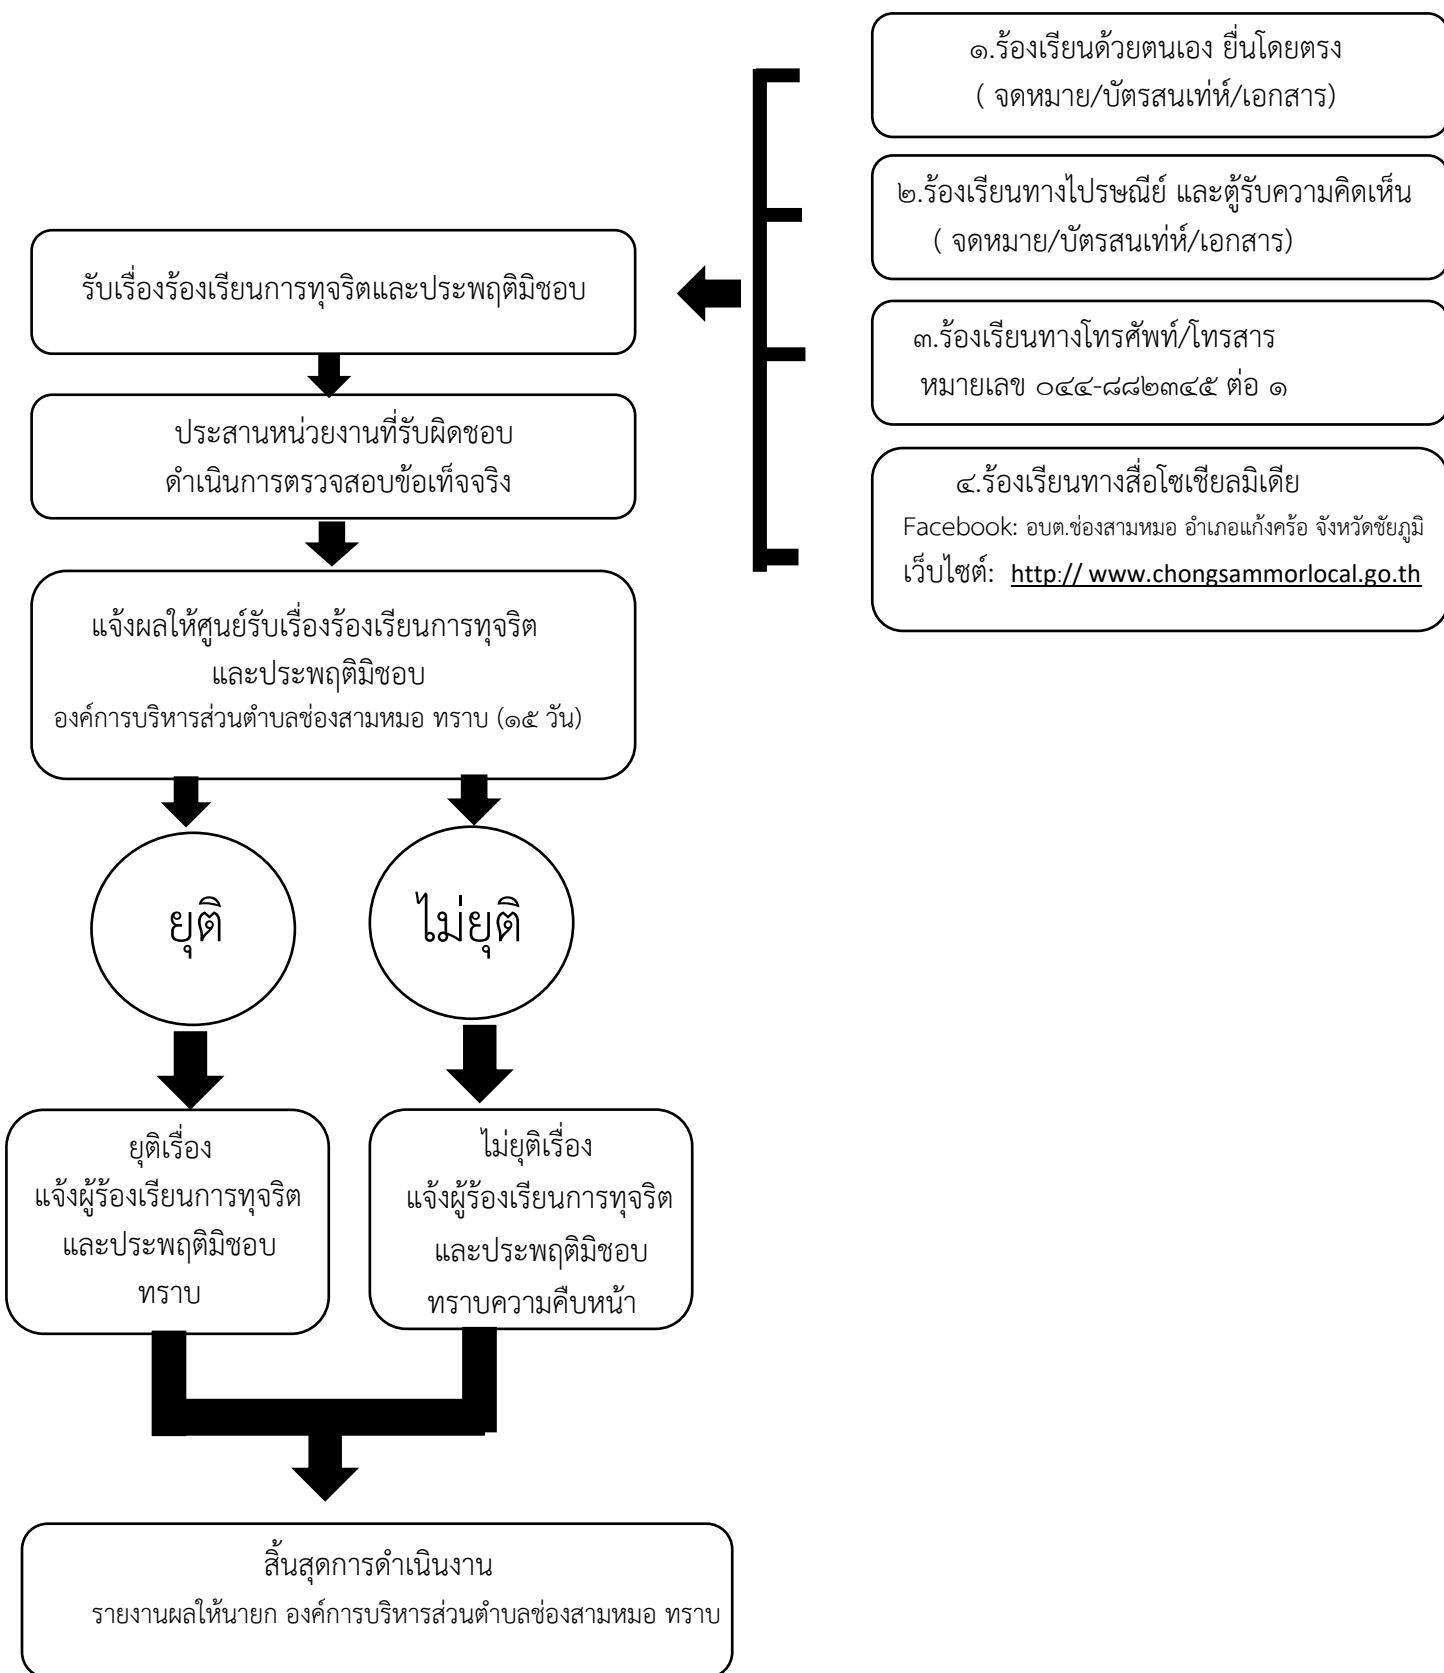 ๑.ร้องเรียนด้วยตนเอง ยื่นโดยตรง
( จดหมาย/บัตรสนเท่ห์/เอกสาร)
๒.ร้องเรียนทางไปรษณีย์ และตู้รับความคิดเห็น
( จดหมาย/บัตรสนเท่ห์/เอกสาร)
๓.ร้องเรียนทางโทรศัพท์/โทรสาร
หมายเลข ๐๔๔-๘๘๒๓๔๕ ต่อ ๑
๔.ร้องเรียนทางสื่อโซเชียลมิเดีย
Facebook: อบต.ช่องสามหมอ อำเภอแก้งคร้อ จังหวัดชัยภูมิ
เว็บไซต์: http:// www.chongsammorlocal.go.th
รับเรื่องร้องเรียนการทุจริตและประพฤติมิชอบ
ประสานหน่วยงานที่รับผิดชอบ
ดำเนินการตรวจสอบข้อเท็จจริง
แจ้งผลให้ศูนย์รับเรื่องร้องเรียนการทุจริต
และประพฤติมิชอบ
องค์การบริหารส่วนตำบลช่องสามหมอ ทราบ (๑๕ วัน)
ยุติ
ไม่ยุติ
ยุติเรื่อง
แจ้งผู้ร้องเรียนการทุจริต
และประพฤติมิชอบ
ทราบ
ไม่ยุติเรื่อง
แจ้งผู้ร้องเรียนการทุจริต
และประพฤติมิชอบ
ทราบความคืบหน้า
สิ้นสุดการดำเนินงาน
รายงานผลให้นายก องค์การบริหารส่วนตำบลช่องสามหมอ ทราบ